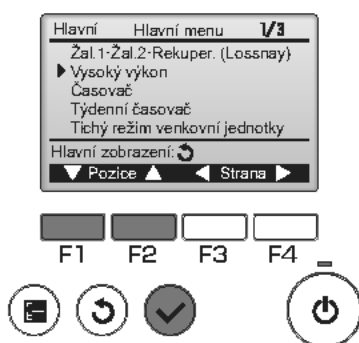 Hlavní Hlavní menu 1/3
Žal.1-Žal.2-Rekuper. (Lossnay)
Vysoký výkon
Časovač
Týdenní časovač
Tichý režim venkovní jednotky
Hlavní zobrazení:
Pozice Strana
F1 F2 F3 F4